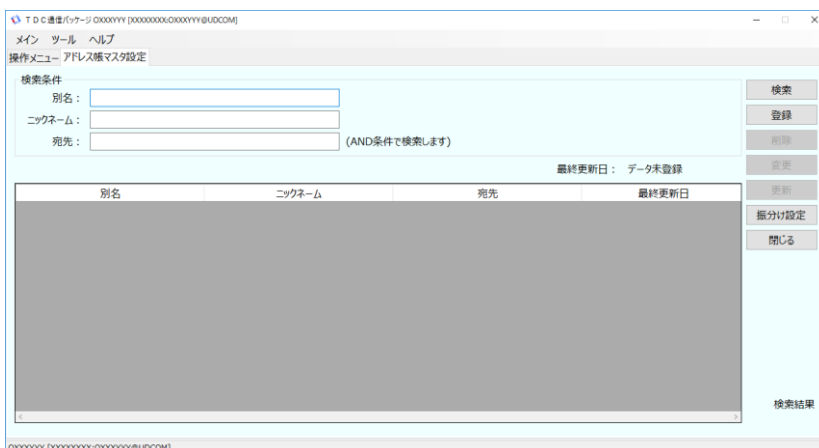 ＴＤＣ通信パッケージ OXXXYYY [XXXXXXXX:OXXXYYY@UDCOM]
メイン ツール ヘルプ
操作メニュー アドレス帳マスタ設定
検索条件
別名：
ニックネーム：
宛先： (AND条件で検索します)
検索
登録
削除
変更
更新
振分け設定
閉じる
最終更新日： データ未登録
別名 ニックネーム 宛先 最終更新日
検索結果